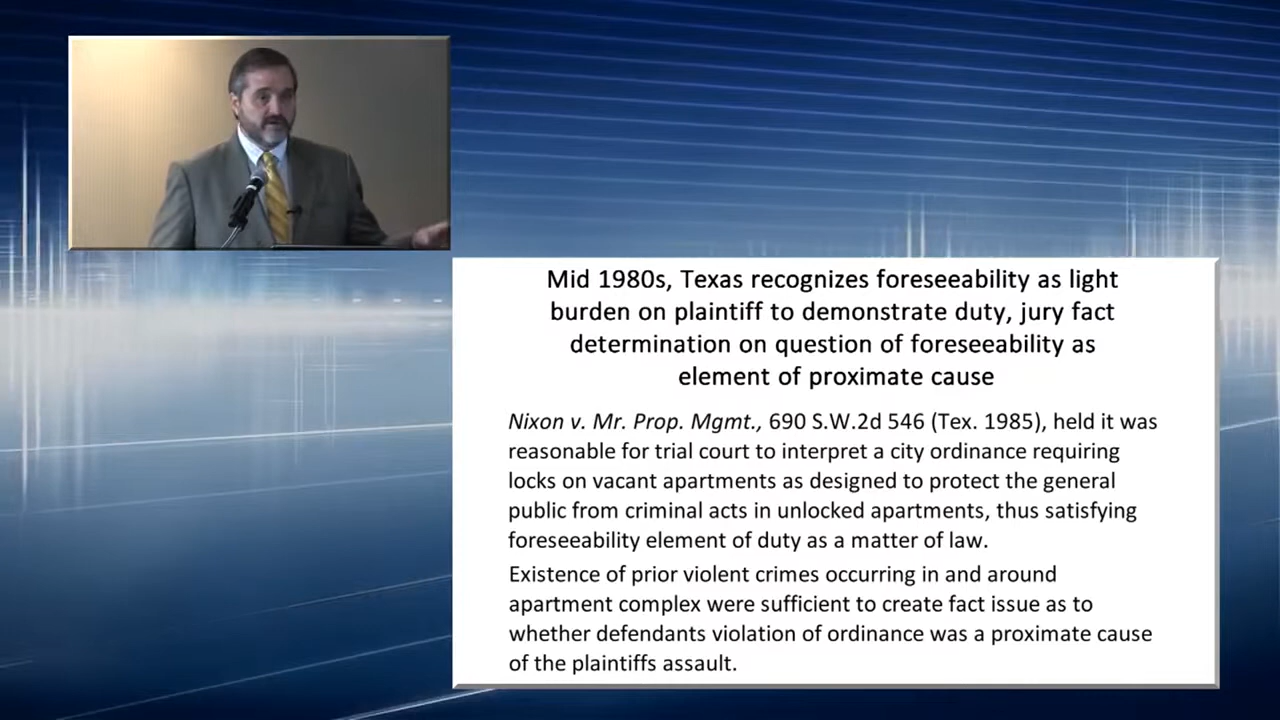 Mid 1980s, Texas recognizes foreseeability as light
burden on plaintiff to demonstrate duty, jury fact
determination on question of foreseeability as
element of proximate cause
Nixon v. Mr. Prop. Mgmt., 690 S.W.2d 546 (Tex. 1985), held it was
reasonable for trial court to interpret a city ordinance requiring
locks on vacant apartments as designed to protect the general
public from criminal acts in unlocked apartments, thus satisfying
foreseeability element of duty as a matter of law.
Existence of prior violent crimes occurring in and around
apartment complex were sufficient to create fact issue as to
whether defendants violation of ordinance was a proximate cause
of the plaintiffs assault.